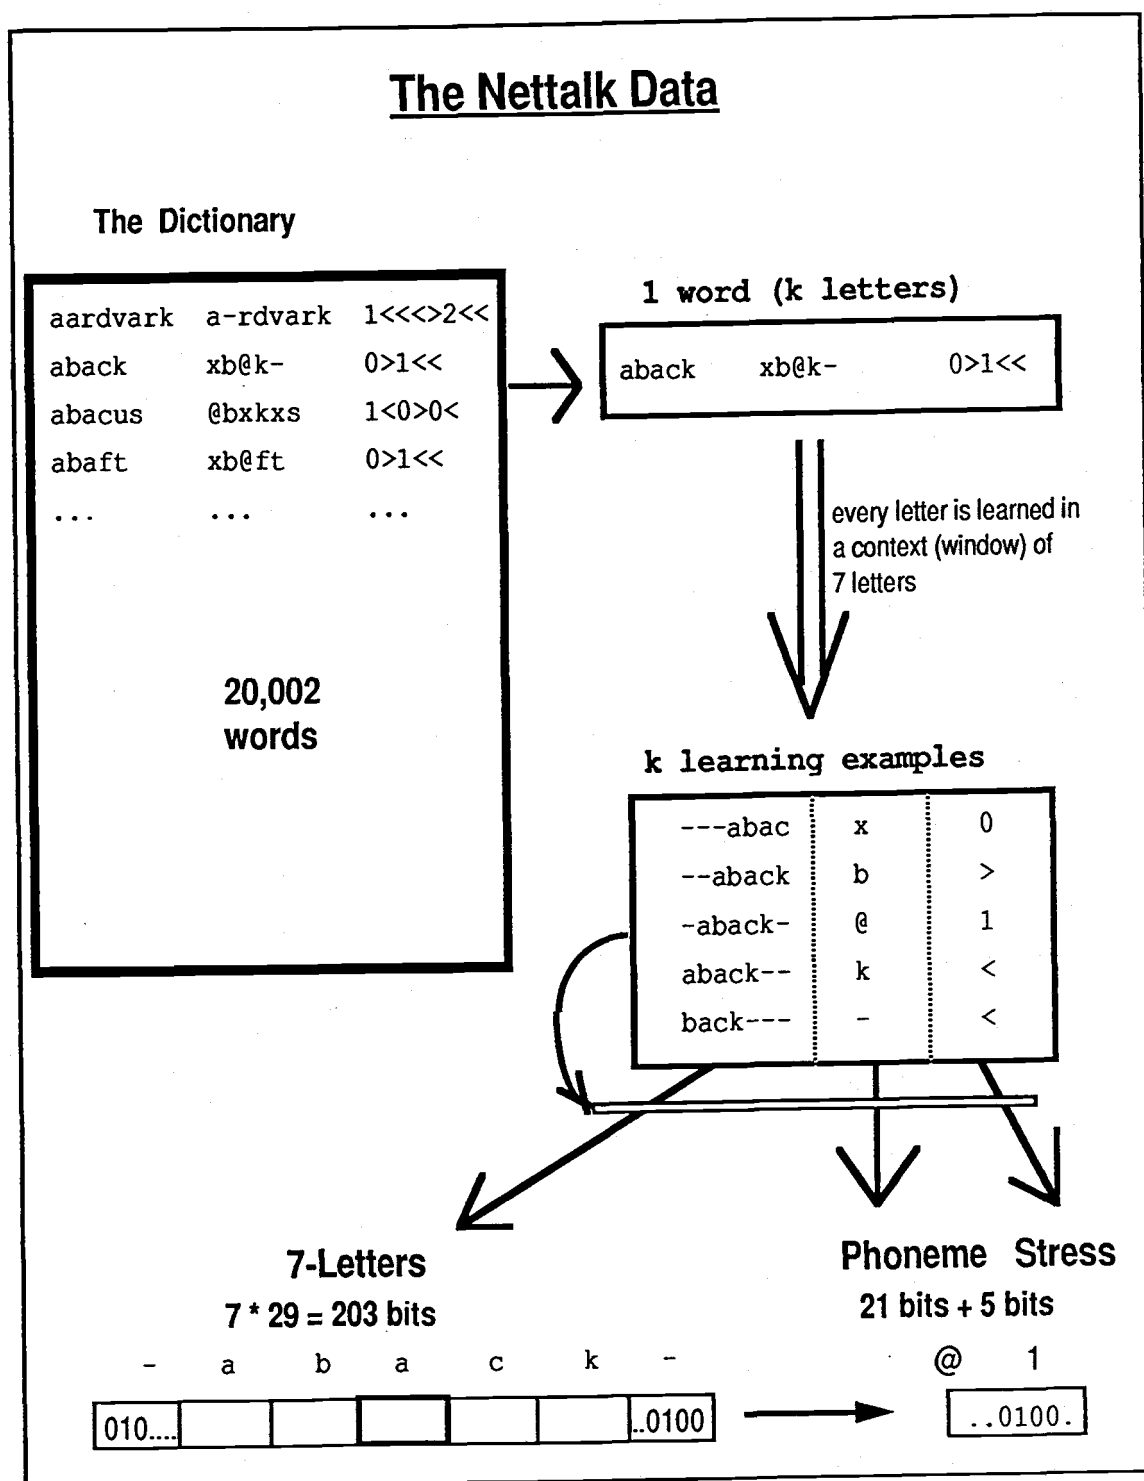 The Nettalk Data
The Dictionary
aardvark a-rdvark 1<<<>2<<
aback xb@k- 0>1<<
abacus @bxkxs 1<0>0<
abaft xb@ft 0>1<<
... ... ...
20,002
words
1 word (k letters)
aback xb@k- 0>1<<
every letter is learned in
a context (window) of
7 letters
k learning examples
---abac x 0
--aback b >
-aback- @ 1
aback-- k <
back--- - <
7-Letters
7 * 29 = 203 bits
Phoneme Stress
21 bits + 5 bits
- a b a c k -
@ 1
010.... ..0100
..0100.